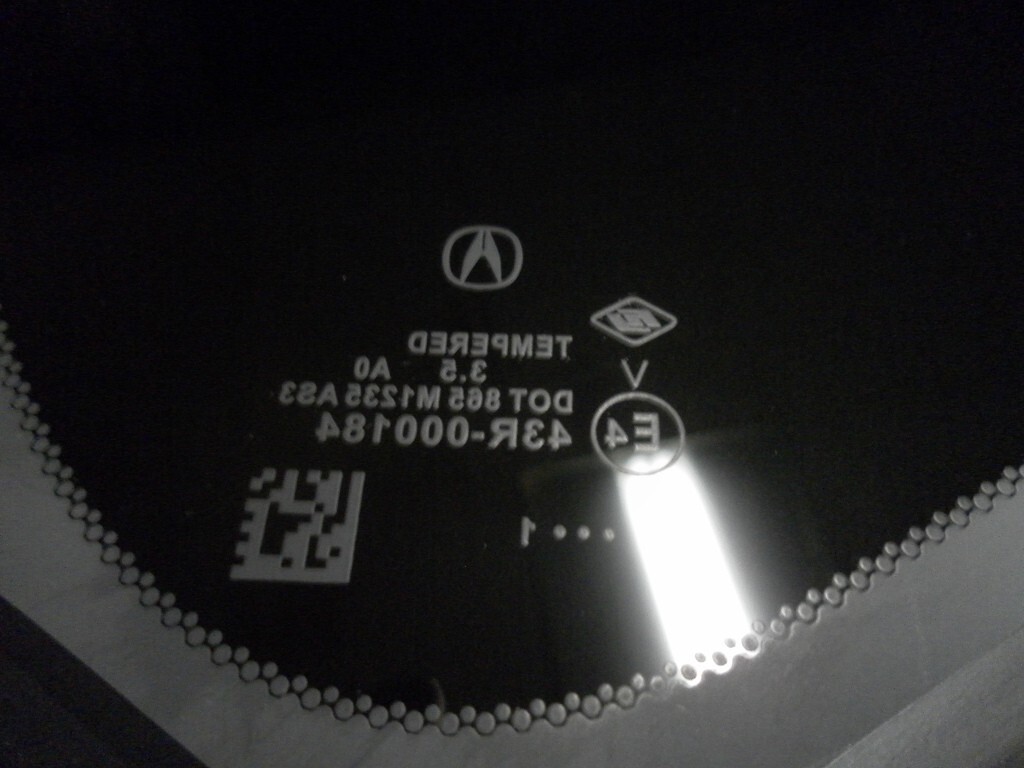 TEMPERED
V
3.5 A0
DOT 865 M1235 AS3
E4
43R-000184
•••1